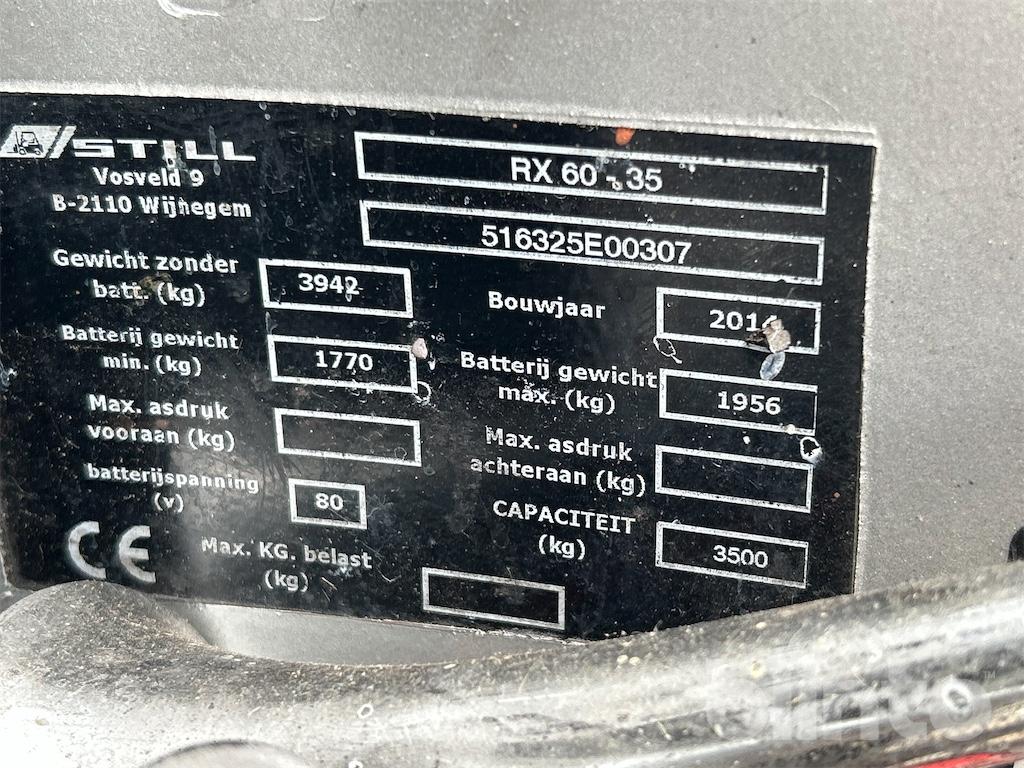 STILL
Vosveld 9
B-2110 Wijnegem
RX 60 - 35
516325E00307
Gewicht zonder
batt. (kg)
3942
Bouwjaar
2014
Batterij gewicht
min. (kg)
1770
Batterij gewicht
max. (kg)
1956
Max. asdruk
vooraan (kg)
Max. asdruk
achteraan (kg)
batterijspanning
(v)
80
CAPACITEIT
(kg)
3500
CE
Max. KG. belast
(kg)